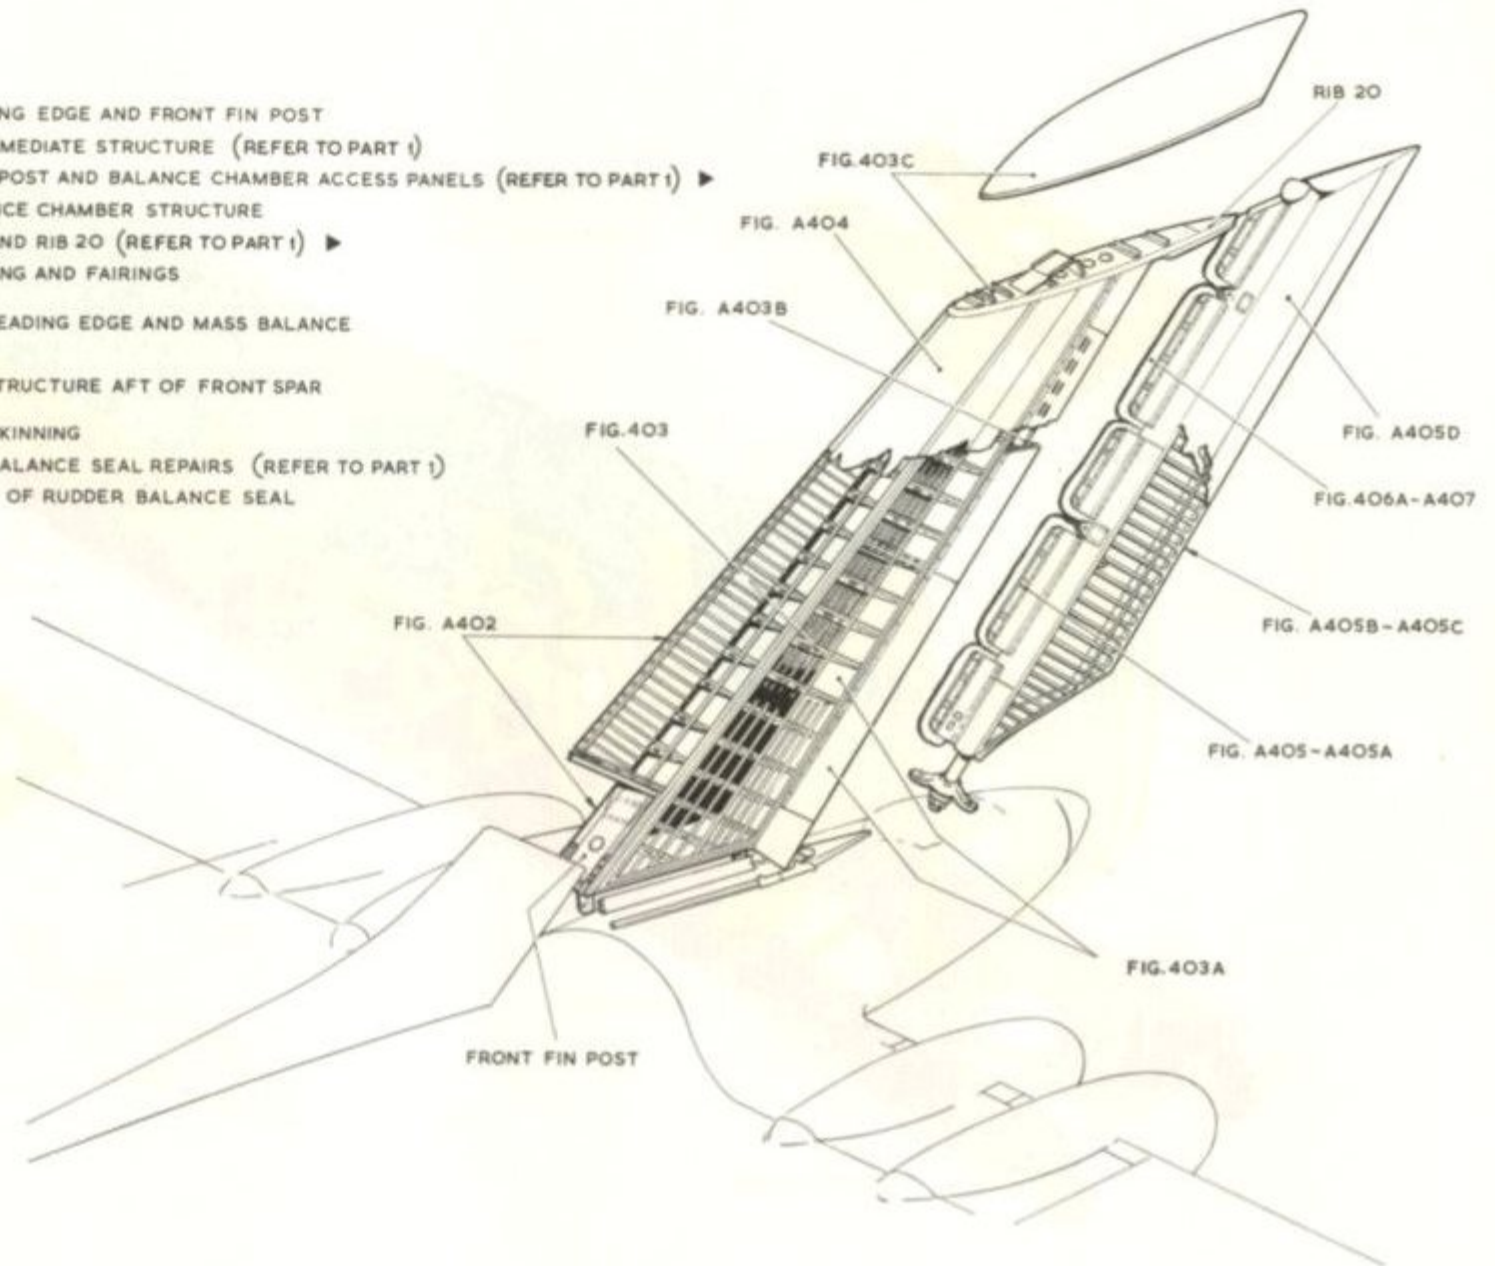 NG EDGE AND FRONT FIN POST
MEDIATE STRUCTURE (REFER TO PART 1)
POST AND BALANCE CHAMBER ACCESS PANELS (REFER TO PART 1) ▶
CE CHAMBER STRUCTURE
ND RIB 20 (REFER TO PART 1) ▶
NG AND FAIRINGS
EADING EDGE AND MASS BALANCE
TRUCTURE AFT OF FRONT SPAR
KINNING
ALANCE SEAL REPAIRS (REFER TO PART 1)
OF RUDDER BALANCE SEAL
RIB 20
FIG.403C
FIG. A404
FIG. A403B
FIG.403
FIG. A405D
FIG.406A-A407
FIG. A402
FIG. A405B-A405C
FIG. A405-A405A
FIG.403A
FRONT FIN POST